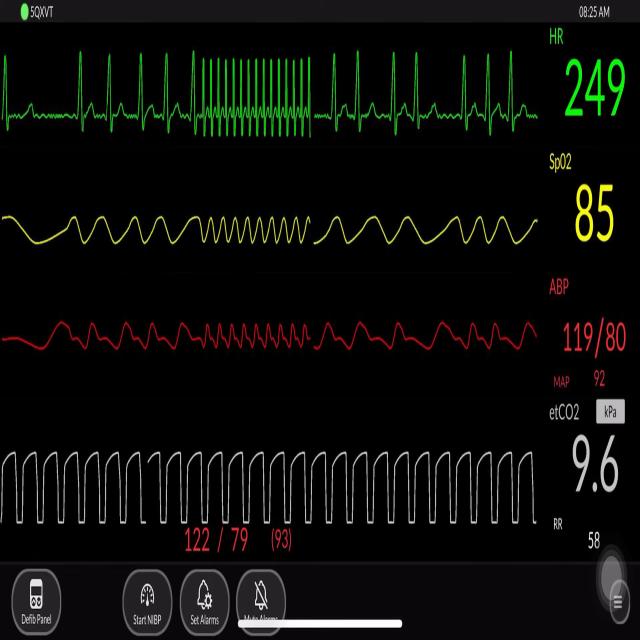 5QXVT
08:25 AM
HR
249
SpO2
85
ABP
119/80
MAP 92
etCO2 kPa
9.6
RR
58
122 / 79 (93)
Defib Panel
Start NIBP
Set Alarms
Mute Alarms